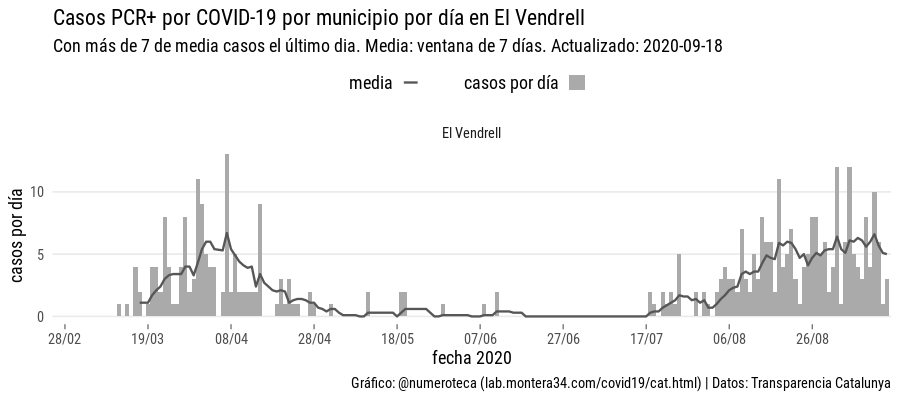 Casos PCR+ por COVID-19 por municipio por día en El Vendrell
Con más de 7 de media casos el último dia. Media: ventana de 7 días. Actualizado: 2020-09-18
media casos por día
El Vendrell
casos por día
10
5
0
28/02 19/03 08/04 28/04 18/05 07/06 27/06 17/07 06/08 26/08
fecha 2020
Gráfico: @numeroteca (lab.montera34.com/covid19/cat.html) | Datos: Transparencia Catalunya